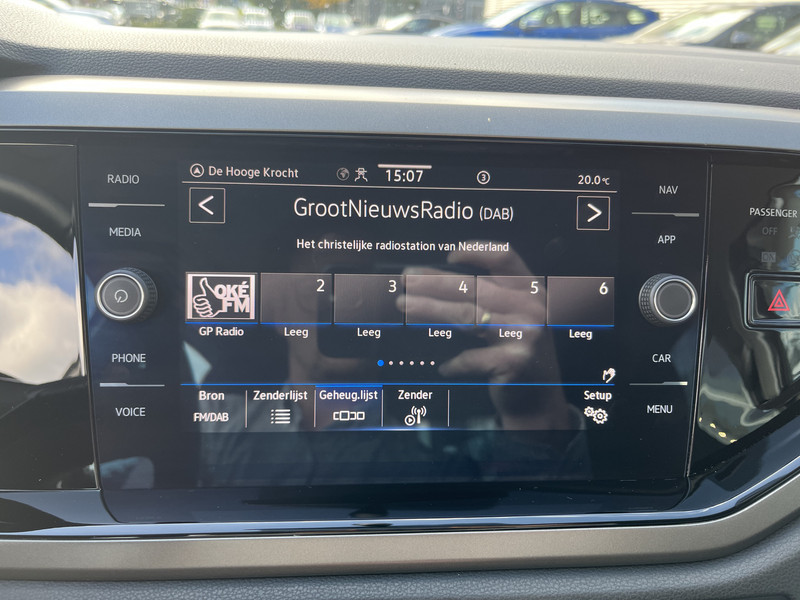 RADIO
MEDIA
PHONE
VOICE
De Hooge Krocht
15:07
3
20.0°C
GrootNieuwsRadio (DAB)
Het christelijke radiostation van Nederland
OKÉ
FM
2
3
4
5
6
GP Radio
Leeg
Leeg
Leeg
Leeg
Leeg
Bron
Zenderlijst
Geheug.lijst
Zender
Setup
FM/DAB
NAV
APP
CAR
MENU
PASSENGER
OFF
ON